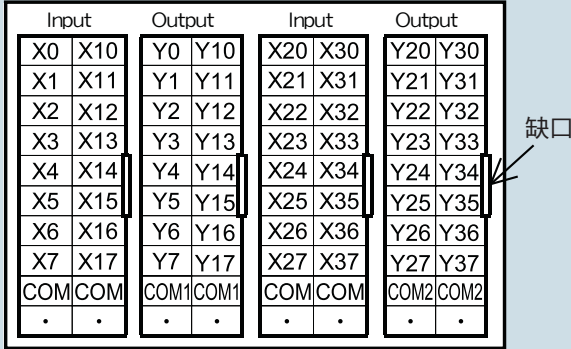 Input Output Input Output
X0 X10 Y0 Y10 X20 X30 Y20 Y30
X1 X11 Y1 Y11 X21 X31 Y21 Y31
X2 X12 Y2 Y12 X22 X32 Y22 Y32
X3 X13 Y3 Y13 X23 X33 Y23 Y33
X4 X14 Y4 Y14 X24 X34 Y24 Y34
X5 X15 Y5 Y15 X25 X35 Y25 Y35
X6 X16 Y6 Y16 X26 X36 Y26 Y36
X7 X17 Y7 Y17 X27 X37 Y27 Y37
COM COM COM1 COM1 COM COM COM2 COM2
· · · · · · · ·
缺口